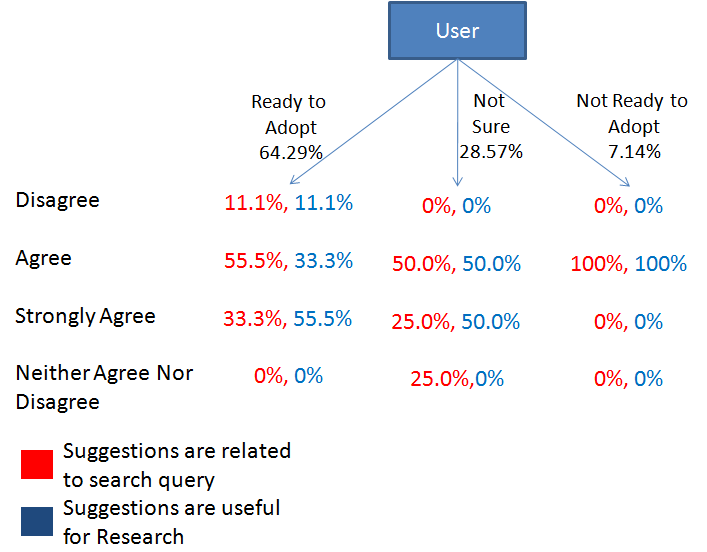 User
Ready to
Adopt
64.29%
Not
Sure
28.57%
Not Ready to
Adopt
7.14%
Disagree
11.1%, 11.1%
0%, 0%
0%, 0%
Agree
55.5%, 33.3%
50.0%, 50.0%
100%, 100%
Strongly Agree
33.3%, 55.5%
25.0%, 50.0%
0%, 0%
Neither Agree Nor
Disagree
0%, 0%
25.0%,0%
0%, 0%
Suggestions are related
to search query
Suggestions are useful
for Research